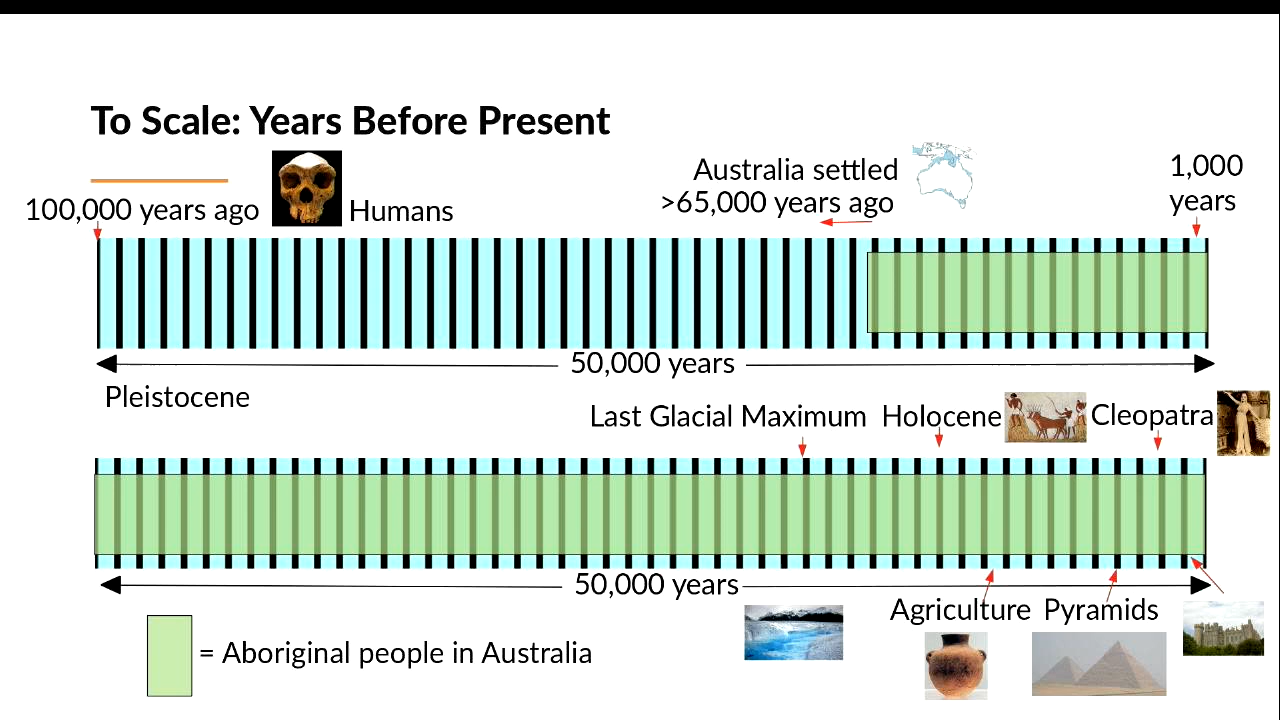 To Scale: Years Before Present
100,000 years ago
Humans
Australia settled
>65,000 years ago
1,000
years
50,000 years
Pleistocene
Last Glacial Maximum
Holocene
Cleopatra
50,000 years
Agriculture
Pyramids
= Aboriginal people in Australia